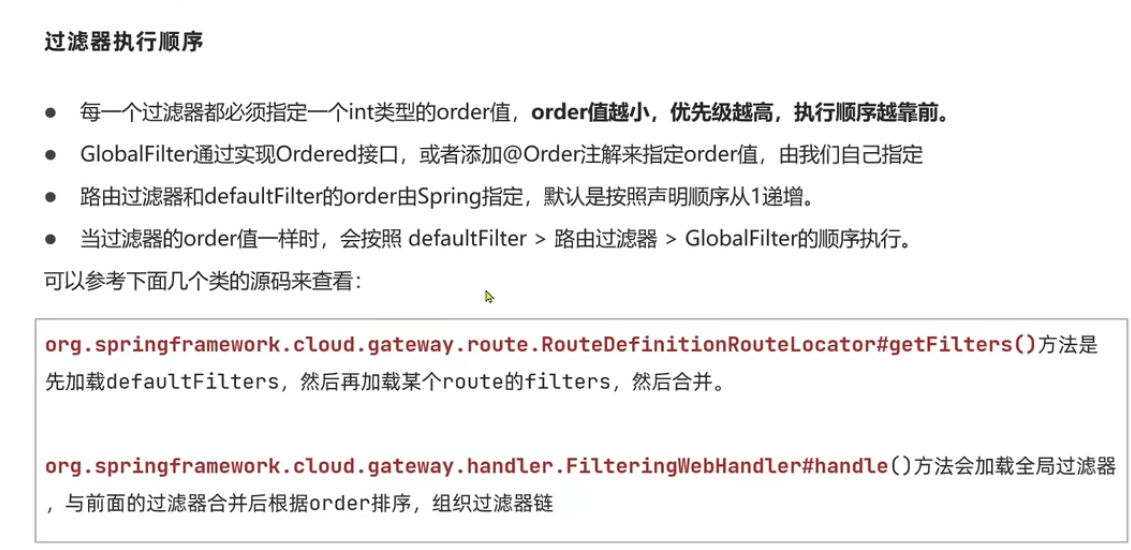 过滤器执行顺序
● 每一个过滤器都必须指定一个int类型的order值，order值越小，优先级越高，执行顺序越靠前。
● GlobalFilter通过实现Ordered接口，或者添加@Order注解来指定order值，由我们自己指定
● 路由过滤器和defaultFilter的order由Spring指定，默认是按照声明顺序从1递增。
● 当过滤器的order值一样时，会按照 defaultFilter > 路由过滤器 > GlobalFilter的顺序执行。
可以参考下面几个类的源码来查看：
org.springframework.cloud.gateway.route.RouteDefinitionRouteLocator#getFilters()方法是
先加载defaultFilters，然后再加载某个route的filters，然后合并。
org.springframework.cloud.gateway.handler.FilteringWebHandler#handle()方法会加载全局过滤器
，与前面的过滤器合并后根据order排序，组织过滤器链